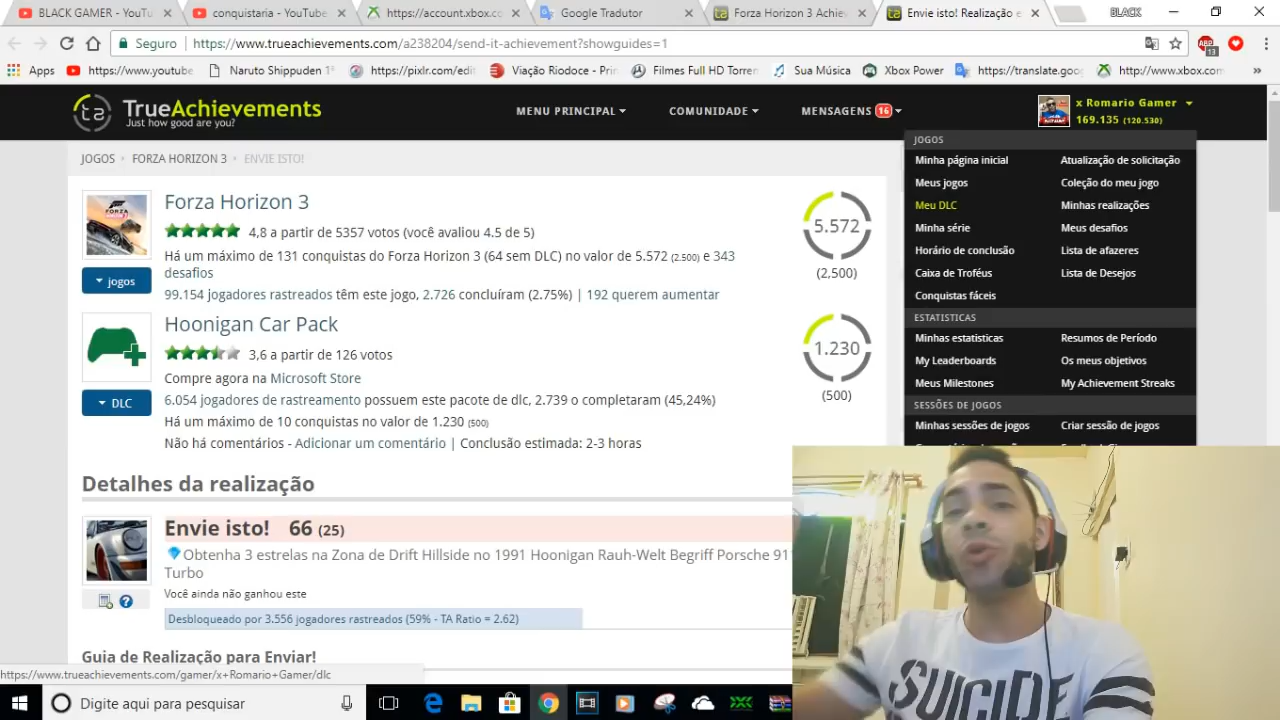 BLACK GAMER - YouTu
conquistaria - YouTube
https://account.xbox.co
Google Tradutor
Forza Horizon 3 Achie
Envie isto! Realização e
BLACK
Seguro
https://www.trueachievements.com/a238204/send-it-achievement?showguides=1
13
Apps
https://www.youtube
Naruto Shippuden 1ª
https://pixlr.com/edit
Viação Riodoce - Prin
Filmes Full HD Torren
Sua Música
Xbox Power
https://translate.goog
http://www.xbox.com
»
ta
TrueAchievements
Just how good are you?
MENU PRINCIPAL
COMUNIDADE
MENSAGENS 16
x Romario Gamer
169.135 (120.530)
JOGOS
FORZA HORIZON 3
ENVIE ISTO!
FORZA HORIZON
Forza Horizon 3
4,8 a partir de 5357 votos (você avaliou 4.5 de 5)
Há um máximo de 131 conquistas do Forza Horizon 3 (64 sem DLC) no valor de 5.572 (2.500) e 343
desafios
99.154 jogadores rastreados têm este jogo, 2.726 concluíram (2.75%) | 192 querem aumentar
jogos
5.572
(2,500)
Hoonigan Car Pack
3,6 a partir de 126 votos
Compre agora na Microsoft Store
6.054 jogadores de rastreamento possuem este pacote de dlc, 2.739 o completaram (45,24%)
Há um máximo de 10 conquistas no valor de 1.230 (500)
Não há comentários - Adicionar um comentário | Conclusão estimada: 2-3 horas
DLC
1.230
(500)
JOGOS
Minha página inicial
Atualização de solicitação
Meus jogos
Coleção do meu jogo
Meu DLC
Minhas realizações
Minha série
Meus desafios
Horário de conclusão
Lista de afazeres
Caixa de Troféus
Lista de Desejos
Conquistas fáceis
ESTATISTICAS
Minhas estatisticas
Resumos de Período
My Leaderboards
Os meus objetivos
Meus Milestones
My Achievement Streaks
SESSÕES DE JOGOS
Minhas sessões de jogos
Criar sessão de jogos
Detalhes da realização
Envie isto! 66 (25)
Obtenha 3 estrelas na Zona de Drift Hillside no 1991 Hoonigan Rauh-Welt Begriff Porsche 91
Turbo
Você ainda não ganhou este
Desbloqueado por 3.556 jogadores rastreados (59% - TA Ratio = 2.62)
Guia de Realização para Enviar!
https://www.trueachievements.com/gamer/x+Romario+Gamer/dlc
SUICIDE
Digite aqui para pesquisar